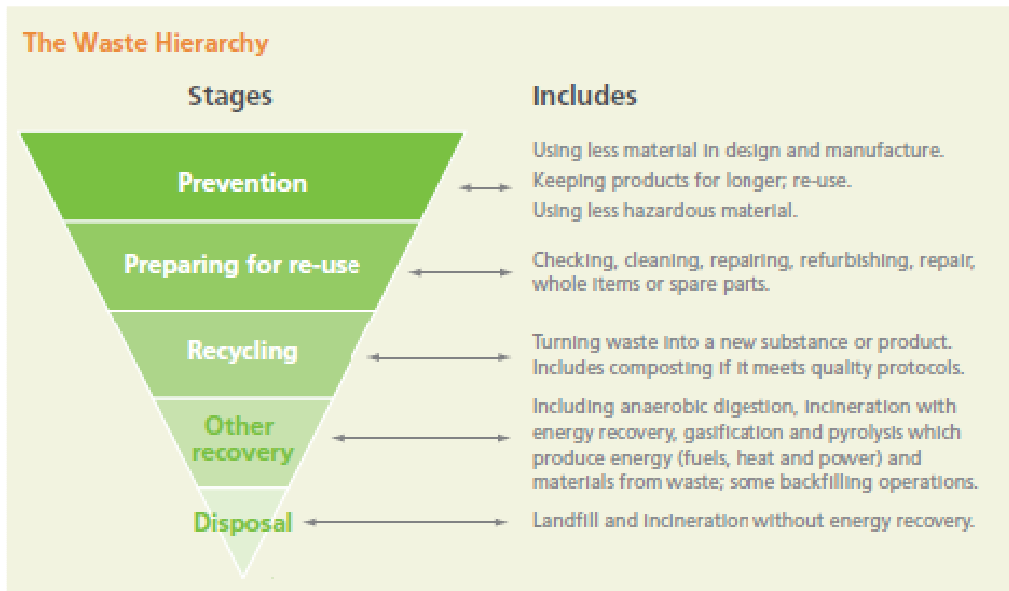 The Waste Hierarchy
Stages
Includes
Prevention
Using less material in design and manufacture.
Keeping products for longer; re-use.
Using less hazardous material.
Preparing for re-use
Checking, cleaning, repairing, refurbishing, repair,
whole items or spare parts.
Recycling
Turning waste into a new substance or product.
Includes composting if it meets quality protocols.
Other
recovery
Including anaerobic digestion, incineration with
energy recovery, gasification and pyrolysis which
produce energy (fuels, heat and power) and
materials from waste; some backfilling operations.
Disposal
Landfill and incineration without energy recovery.